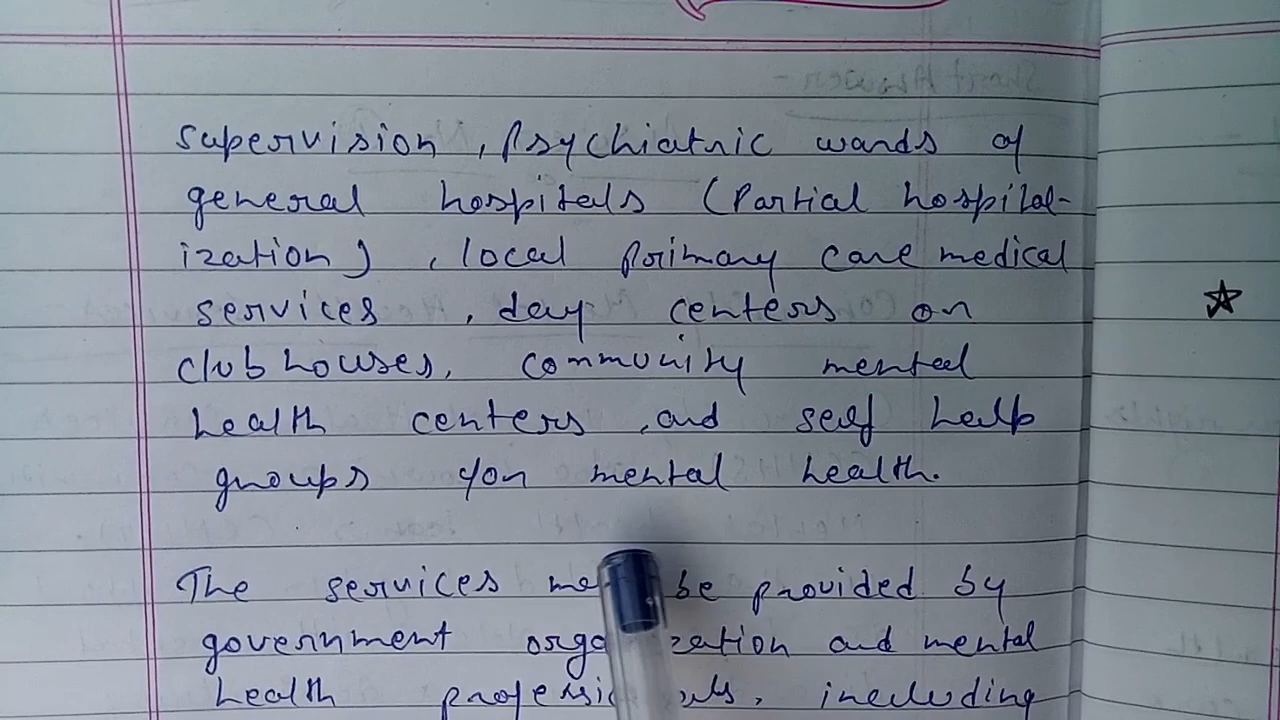 supervision, Psychiatric wards of
general hospitals (Partial hospital-
ization), local primary care medical
services, day centers or
clubhouses, community mental
health centers, and self help
groups for mental health.
The services be provided by
government and mental
health including